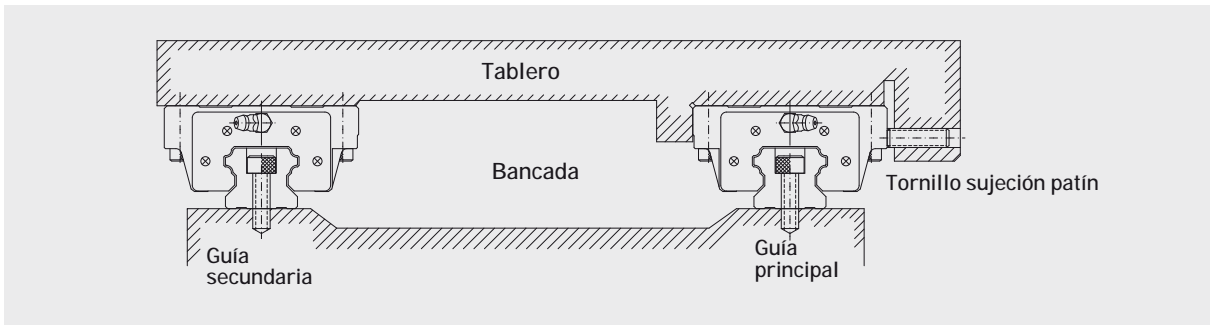 Tablero
Bancada
Tornillo sujeción patín
Guía
secundaria
Guía
principal